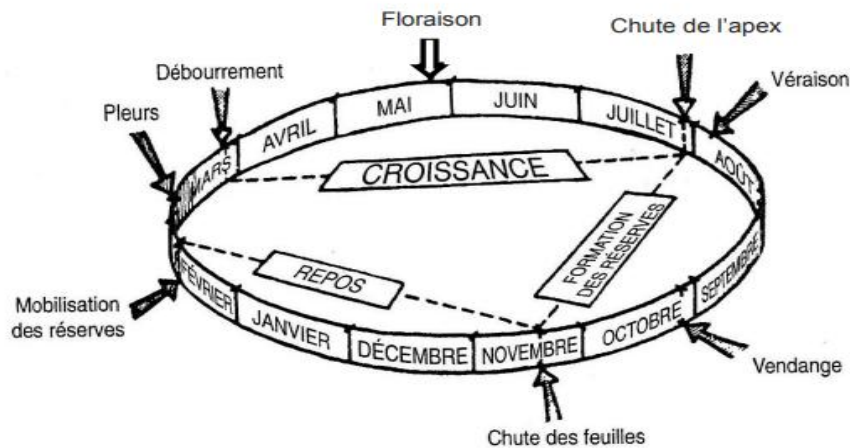 Floraison
Chute de l'apex
Débourrement
Véraison
Pleurs
MAI
JUIN
AVRIL
JUILLET
MARS
AOÛT
CROISSANCE
FORMATION
DES RÉSERVES
REPOS
SEPTEMBRE
FÉVRIER
Mobilisation
des réserves
JANVIER
DÉCEMBRE
NOVEMBRE
OCTOBRE
Vendange
Chute des feuilles